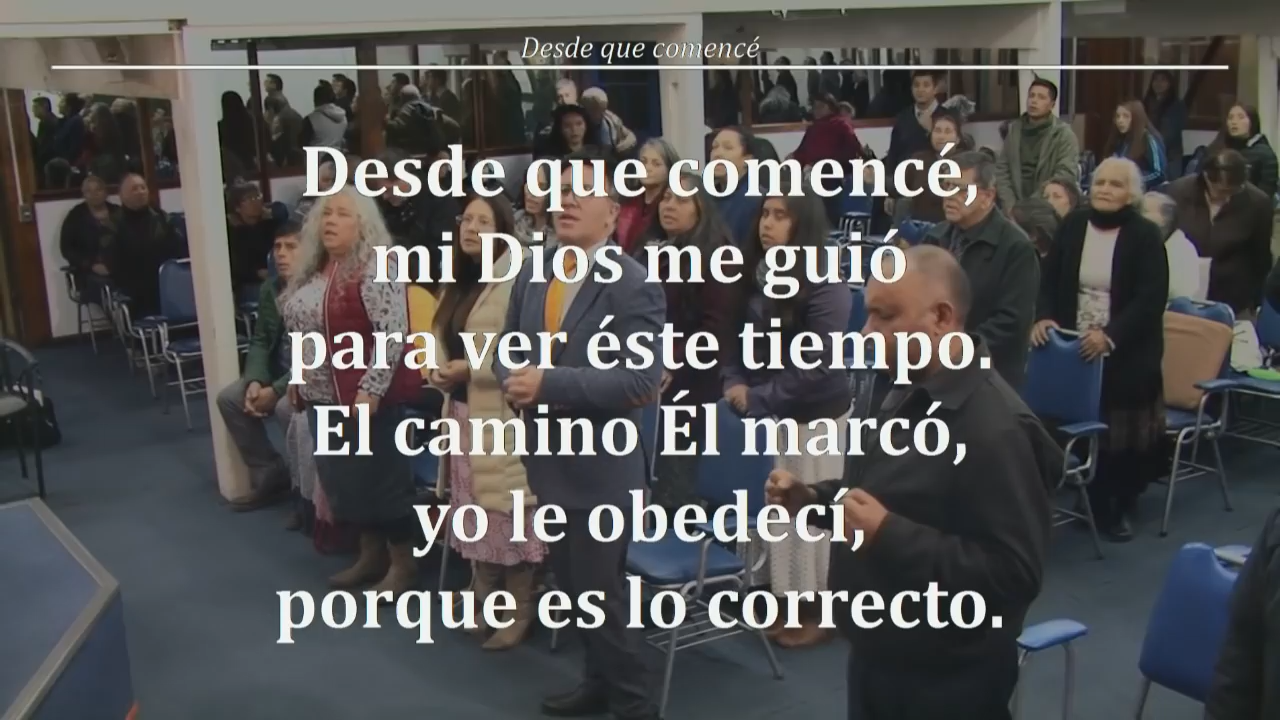 Desde que comencé
Desde que comencé,
mi Dios me guió
para ver éste tiempo.
El camino Él marcó,
yo le obedecí,
porque es lo correcto.